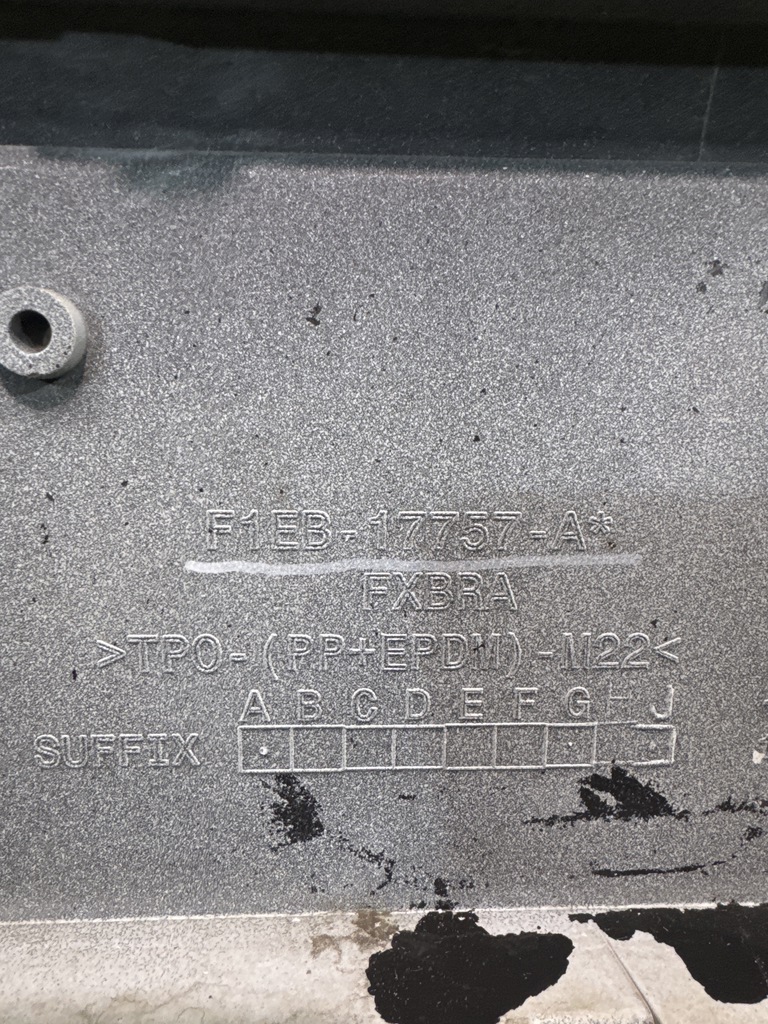 F1EB-17757-A*
FXBRA
>TPO-(PP+EPDM)-M22<
A B C D E F G H J
SUFFIX